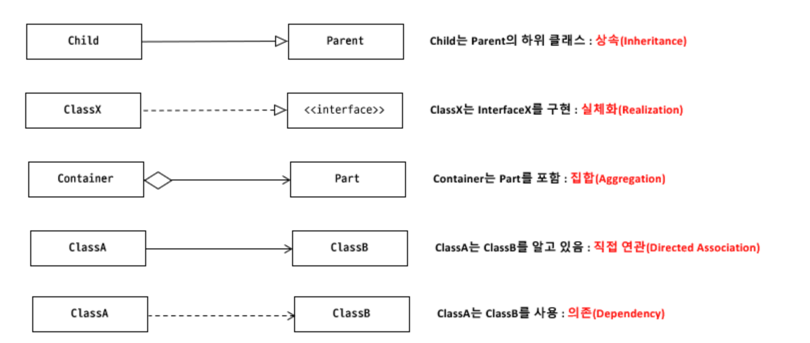 Child Parent Child는 Parent의 하위 클래스 : 상속(Inheritance)
ClassX <<interface>> ClassX는 InterfaceX를 구현 : 실체화(Realization)
Container Part Container는 Part를 포함 : 집합(Aggregation)
ClassA ClassB ClassA는 ClassB를 알고 있음 : 직접 연관(Directed Association)
ClassA ClassB ClassA는 ClassB를 사용 : 의존(Dependency)